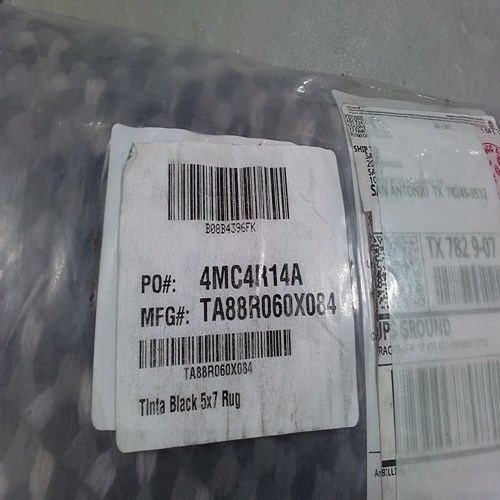 B08B4396FK
PO#: 4MC4R14A
MFG#: TA88R060X084
TA88R060X084
Tinta Black 5x7 Rug
SHIP
SAN ANTONIO TX 78245-9512
TX 782 9-07
UPS GROUND